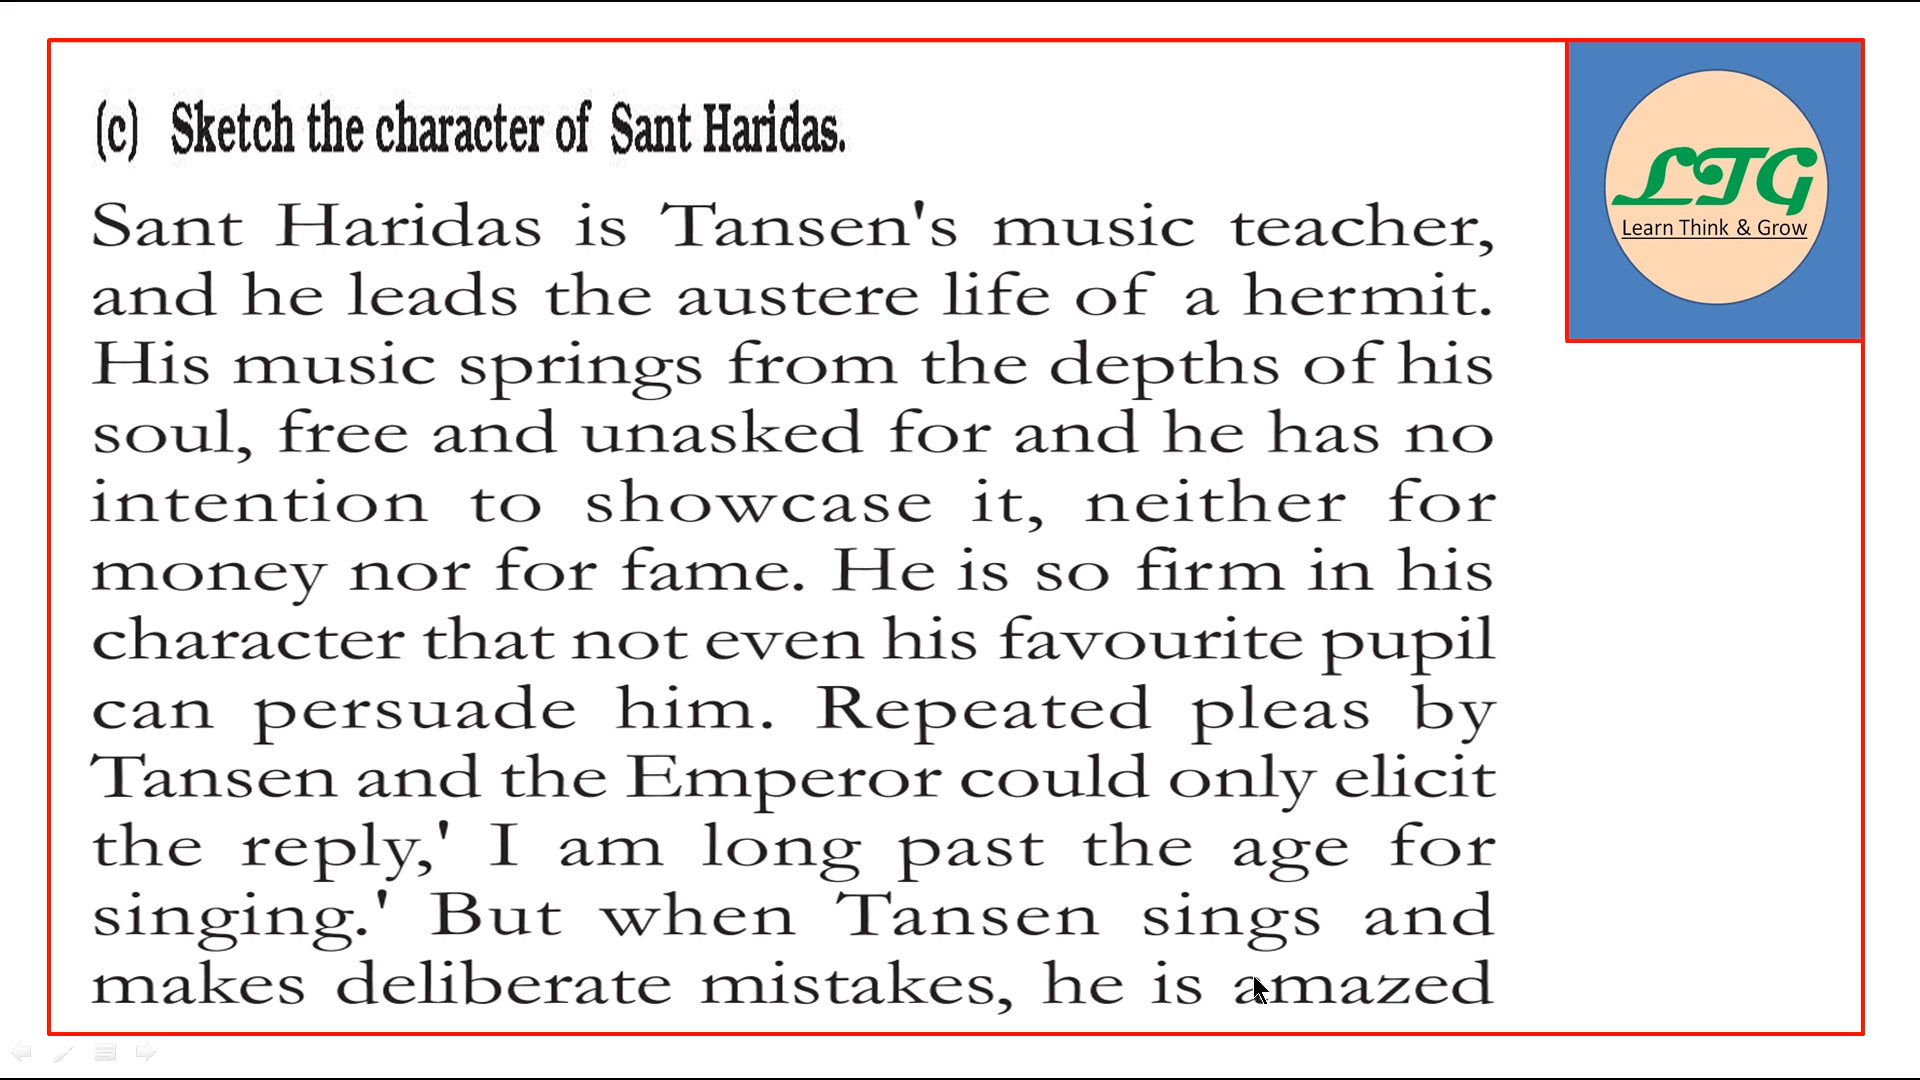 (c) Sketch the character of Sant Haridas.
Sant Haridas is Tansen's music teacher,
and he leads the austere life of a hermit.
His music springs from the depths of his
soul, free and unasked for and he has no
intention to showcase it, neither for
money nor for fame. He is so firm in his
character that not even his favourite pupil
can persuade him. Repeated pleas by
Tansen and the Emperor could only elicit
the reply,' I am long past the age for
singing.' But when Tansen sings and
makes deliberate mistakes, he is amazed
LTG
Learn Think & Grow